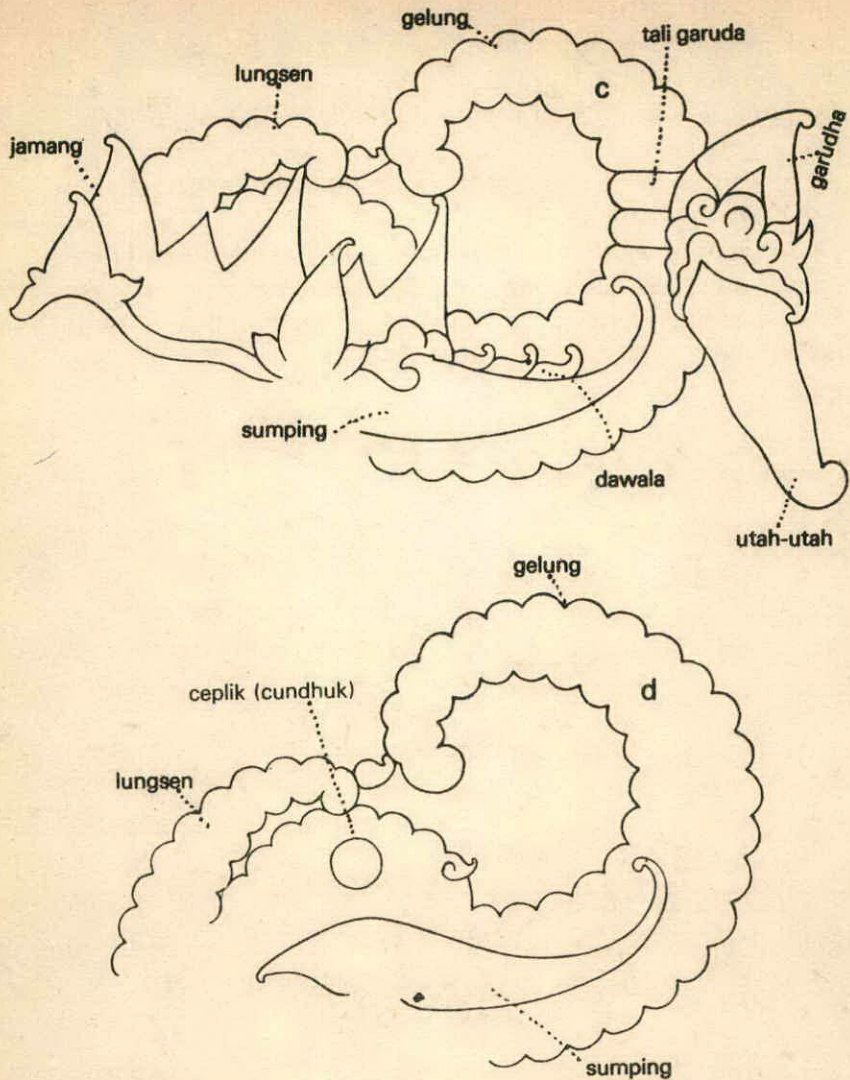 gelung
tali garuda
c
lungsen
jamang
garudha
sumping
dawala
utah-utah
gelung
d
ceplik (cundhuk)
lungsen
sumping